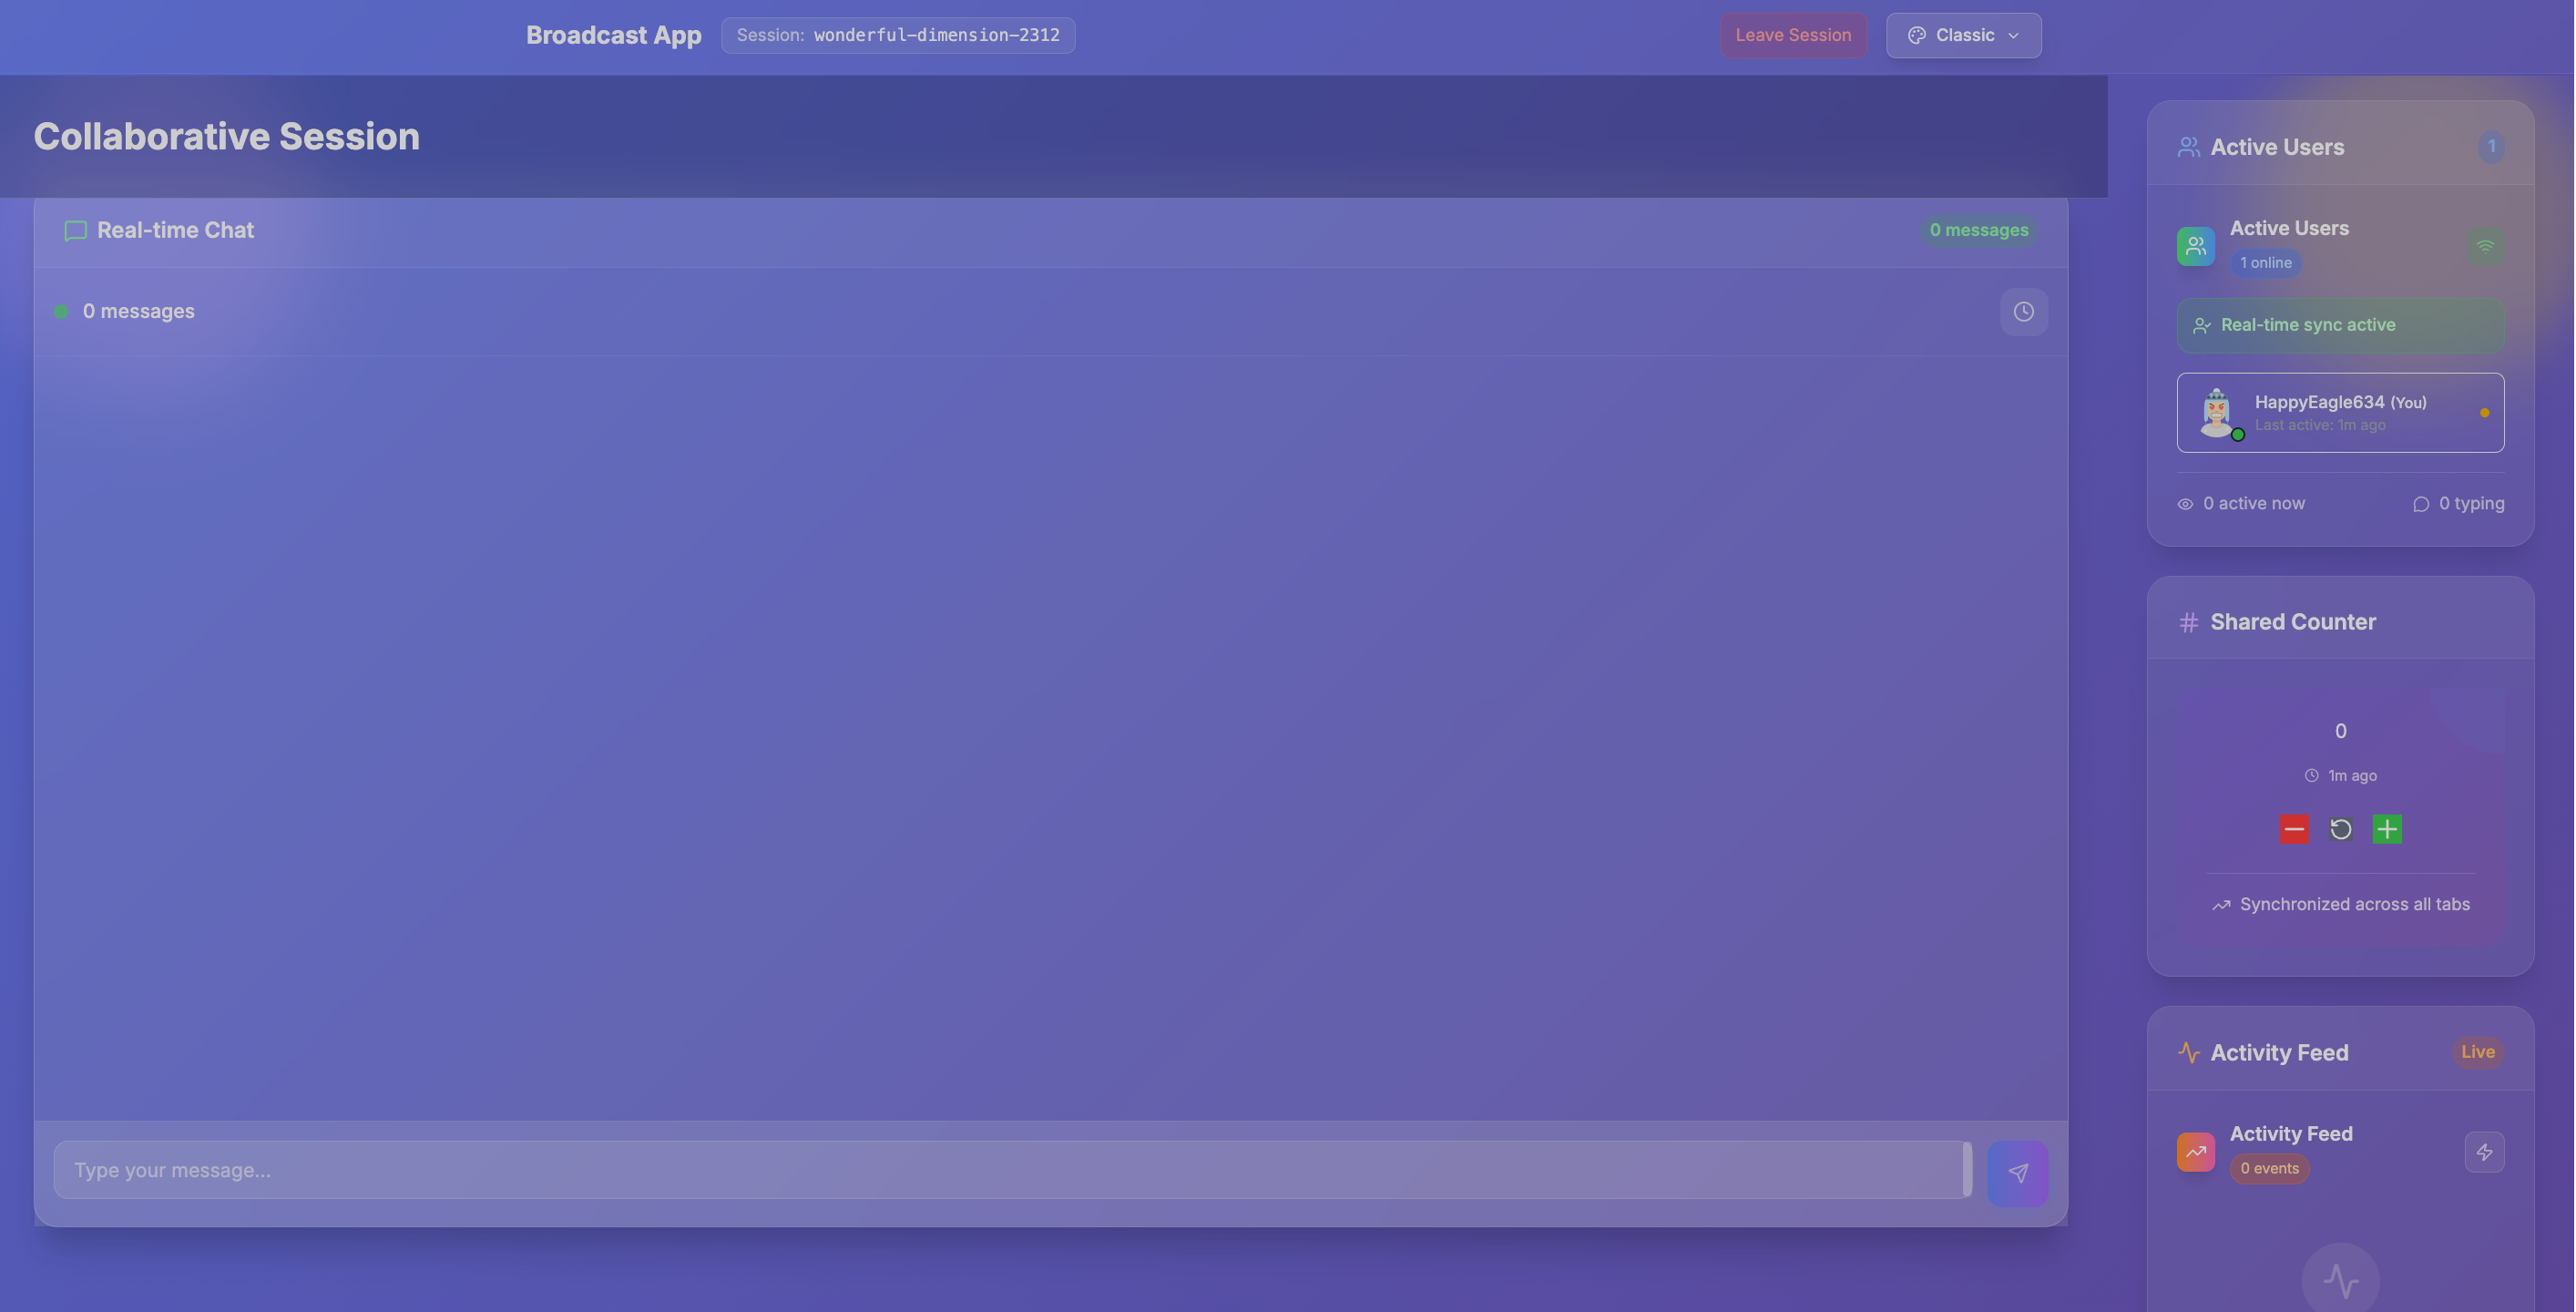 Broadcast App
Session: wonderful-dimension-2312
Leave Session
Classic
Collaborative Session
Real-time Chat
0 messages
0 messages
Type your message...
Active Users
1
Active Users
1 online
Real-time sync active
HappyEagle634 (You)
Last active: 1m ago
0 active now
0 typing
Shared Counter
0
1m ago
Synchronized across all tabs
Activity Feed
Live
Activity Feed
0 events